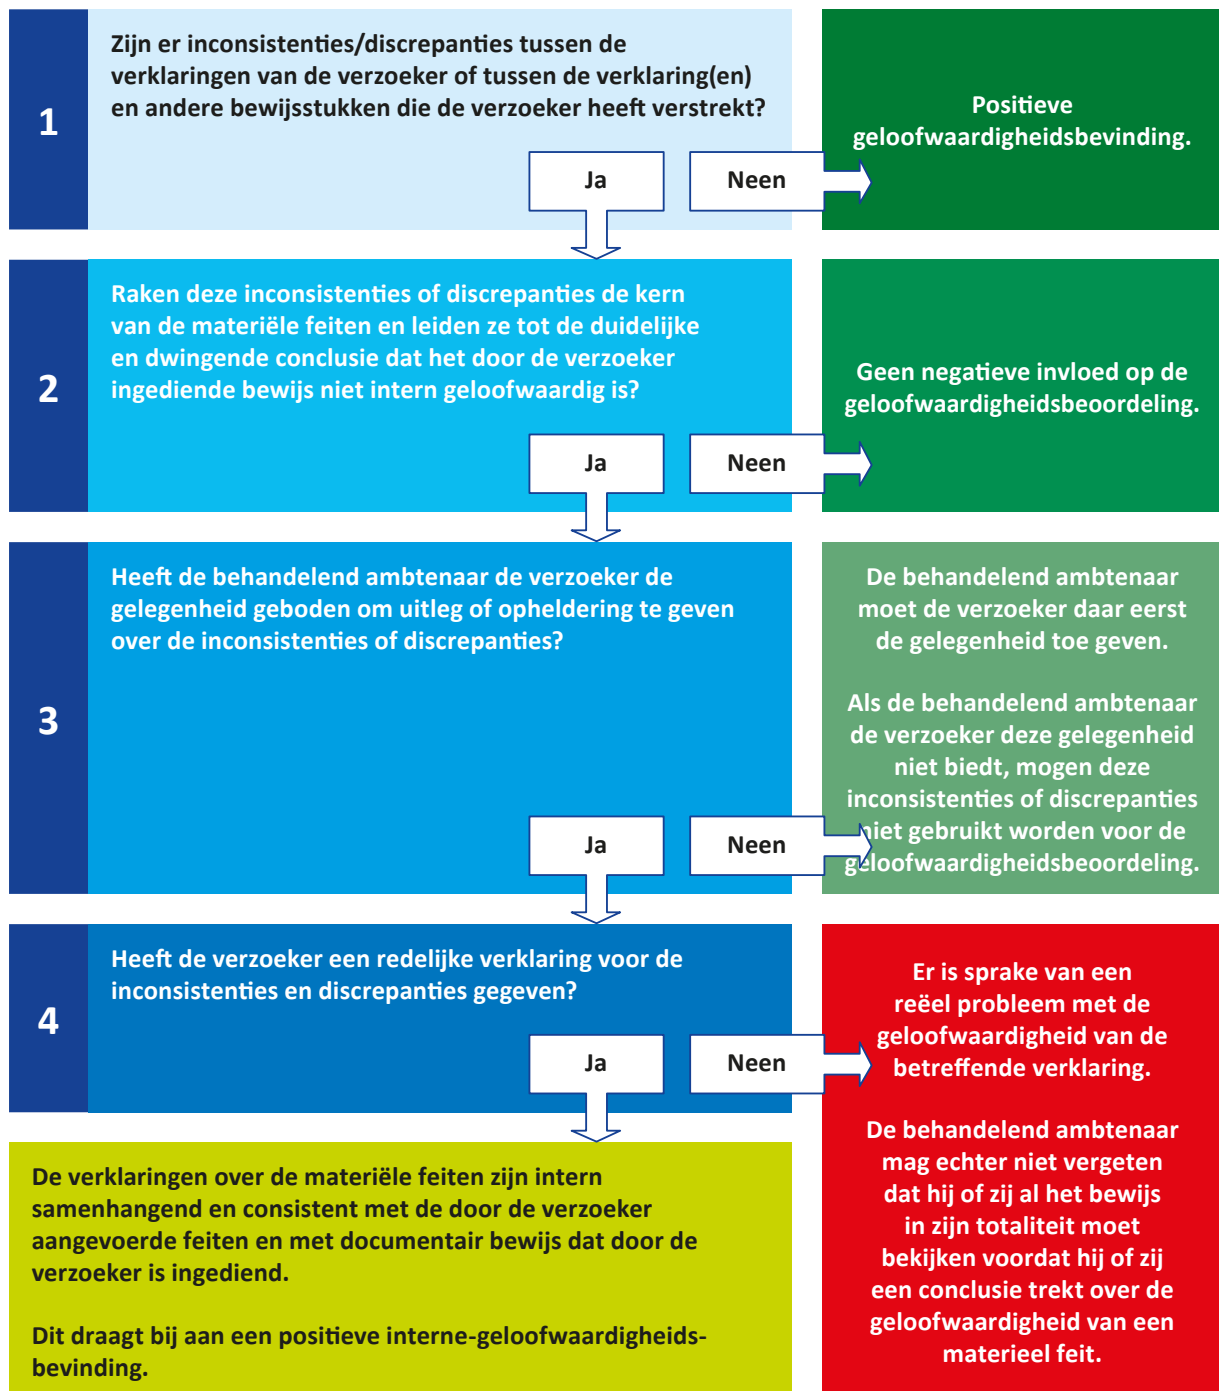 1
Zijn er inconsistenties/discrepanties tussen de
verklaringen van de verzoeker of tussen de verklaring(en)
en andere bewijsstukken die de verzoeker heeft verstrekt?
Ja
Neen
Positieve
geloofwaardigheidsbevinding.
2
Raken deze inconsistenties of discrepanties de kern
van de materiële feiten en leiden ze tot de duidelijke
en dwingende conclusie dat het door de verzoeker
ingediende bewijs niet intern geloofwaardig is?
Ja
Neen
Geen negatieve invloed op de
geloofwaardigheidsbeoordeling.
3
Heeft de behandelend ambtenaar de verzoeker de
gelegenheid geboden om uitleg of opheldering te geven
over de inconsistenties of discrepanties?
Ja
Neen
De behandelend ambtenaar
moet de verzoeker daar eerst
de gelegenheid toe geven.
Als de behandelend ambtenaar
de verzoeker deze gelegenheid
niet biedt, mogen deze
inconsistenties of discrepanties
niet gebruikt worden voor de
geloofwaardigheidsbeoordeling.
4
Heeft de verzoeker een redelijke verklaring voor de
inconsistenties en discrepanties gegeven?
Ja
Neen
Er is sprake van een
reëel probleem met de
geloofwaardigheid van de
betreffende verklaring.
De behandelend ambtenaar
mag echter niet vergeten
dat hij of zij al het bewijs
in zijn totaliteit moet
bekijken voordat hij of zij
een conclusie trekt over de
geloofwaardigheid van een
materieel feit.
De verklaringen over de materiële feiten zijn intern
samenhangend en consistent met de door de verzoeker
aangevoerde feiten en met documentair bewijs dat door de
verzoeker is ingediend.
Dit draagt bij aan een positieve interne-geloofwaardigheids-
bevinding.